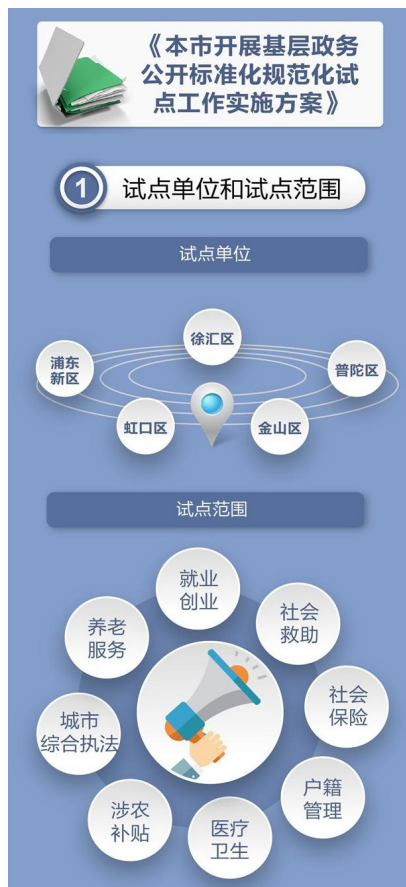 《本市开展基层政务
公开标准化规范化试
点工作实施方案》
1 试点单位和试点范围
试点单位
徐汇区
浦东
新区
普陀区
虹口区
金山区
试点范围
就业
创业
社会
救助
养老
服务
社会
保险
城市
综合执法
户籍
管理
涉农
补贴
医疗
卫生